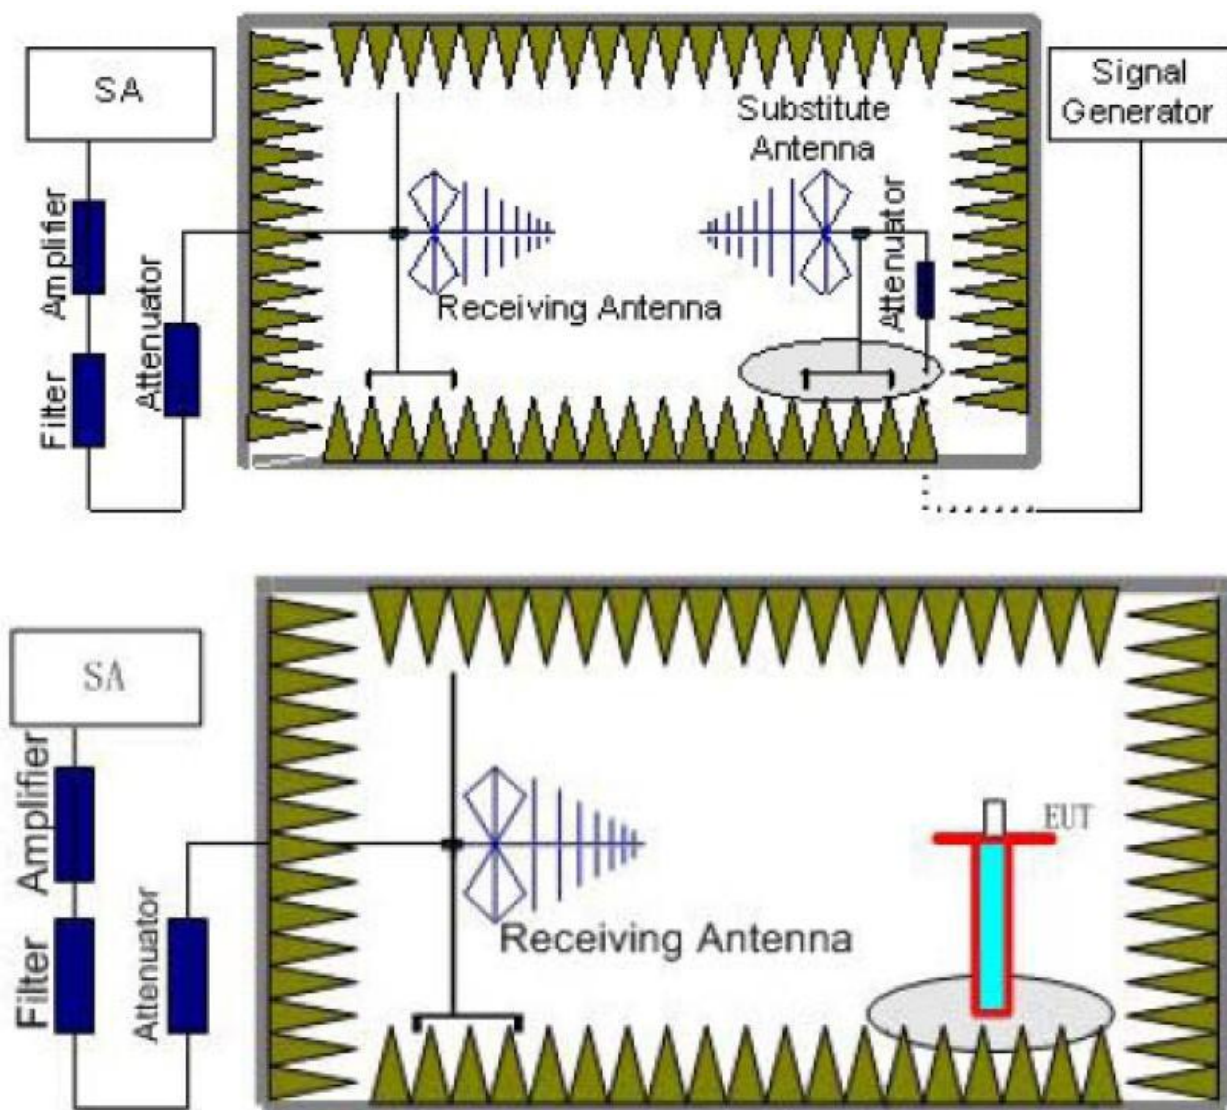 SA
Signal
Generator
Substitute
Antenna
Amplifier
Attenuator
Attenuator
Receiving Antenna
Filter
SA
Amplifier
EUT
Receiving Antenna
Filter
Attenuator